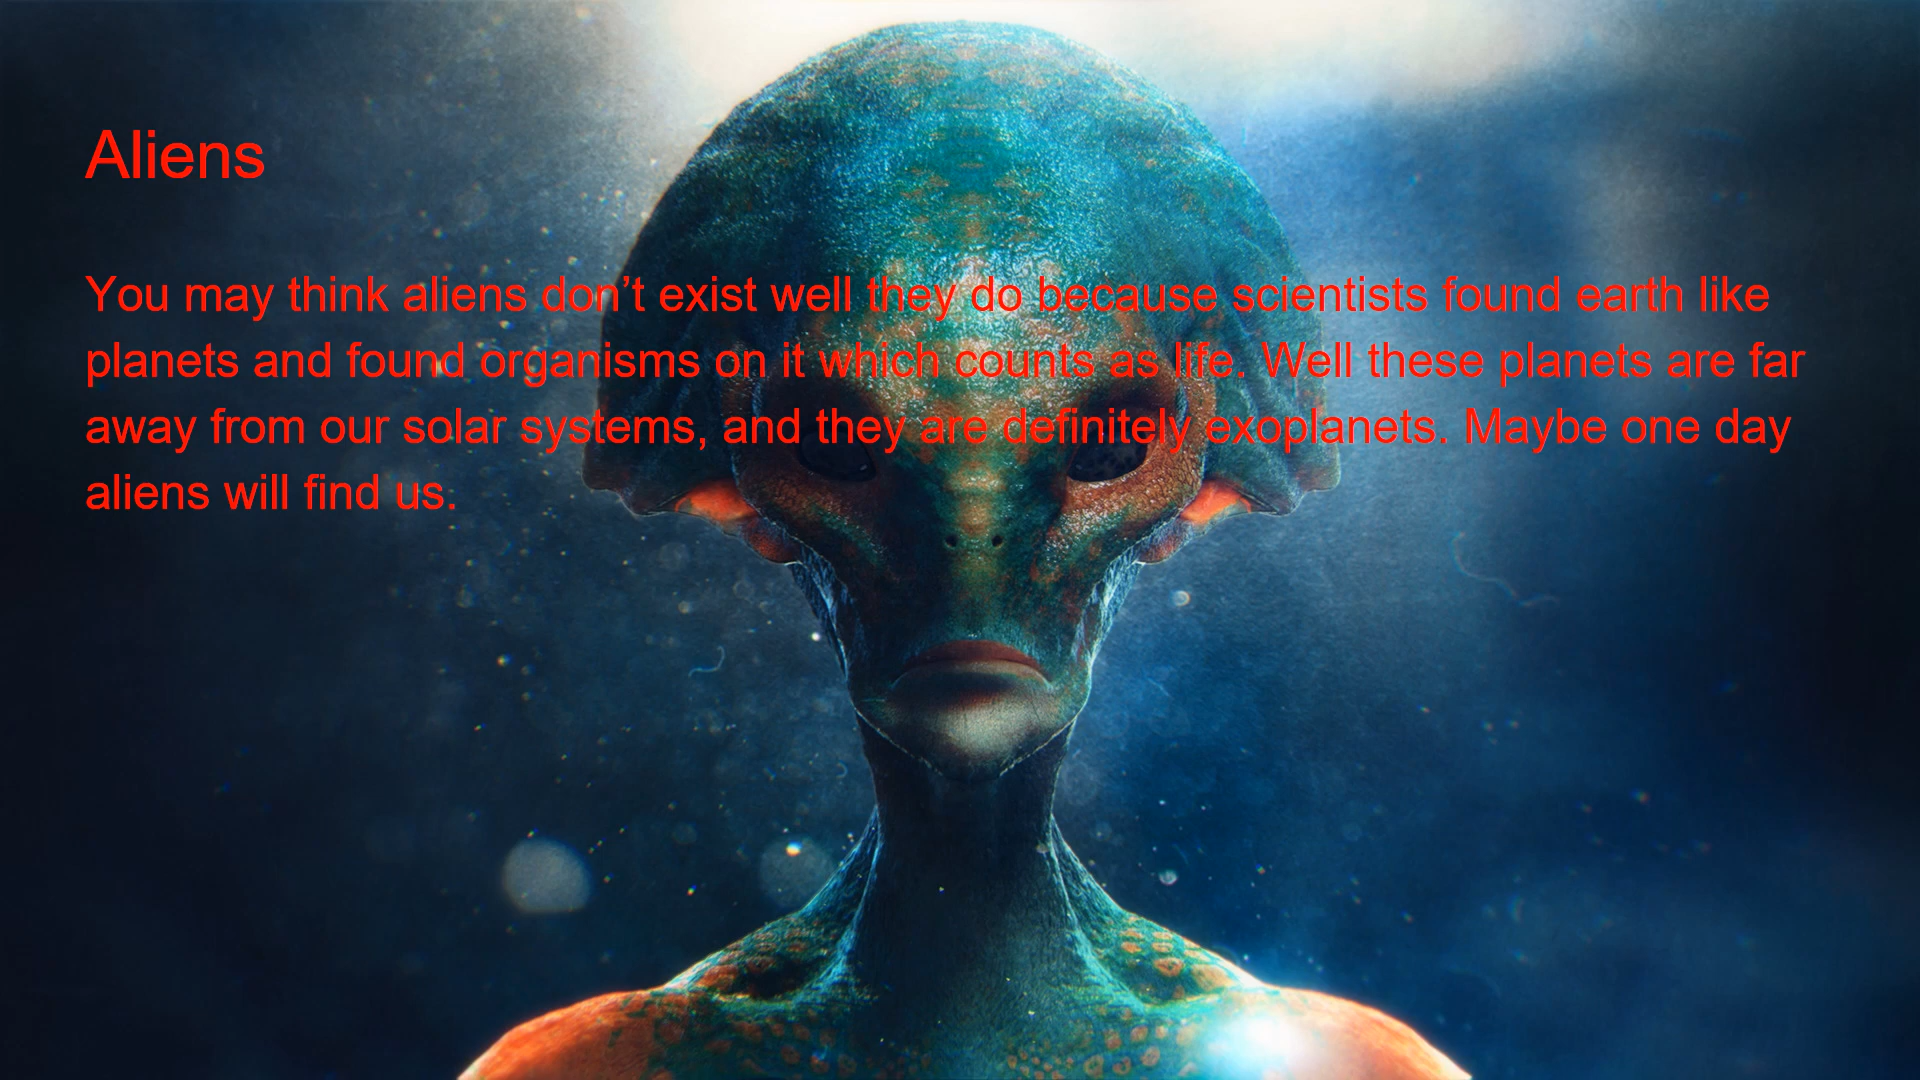 Aliens
You may think aliens don’t exist well they do because scientists found earth like
planets and found organisms on it which counts as life. Well these planets are far
away from our solar systems, and they are definitely exoplanets. Maybe one day
aliens will find us.